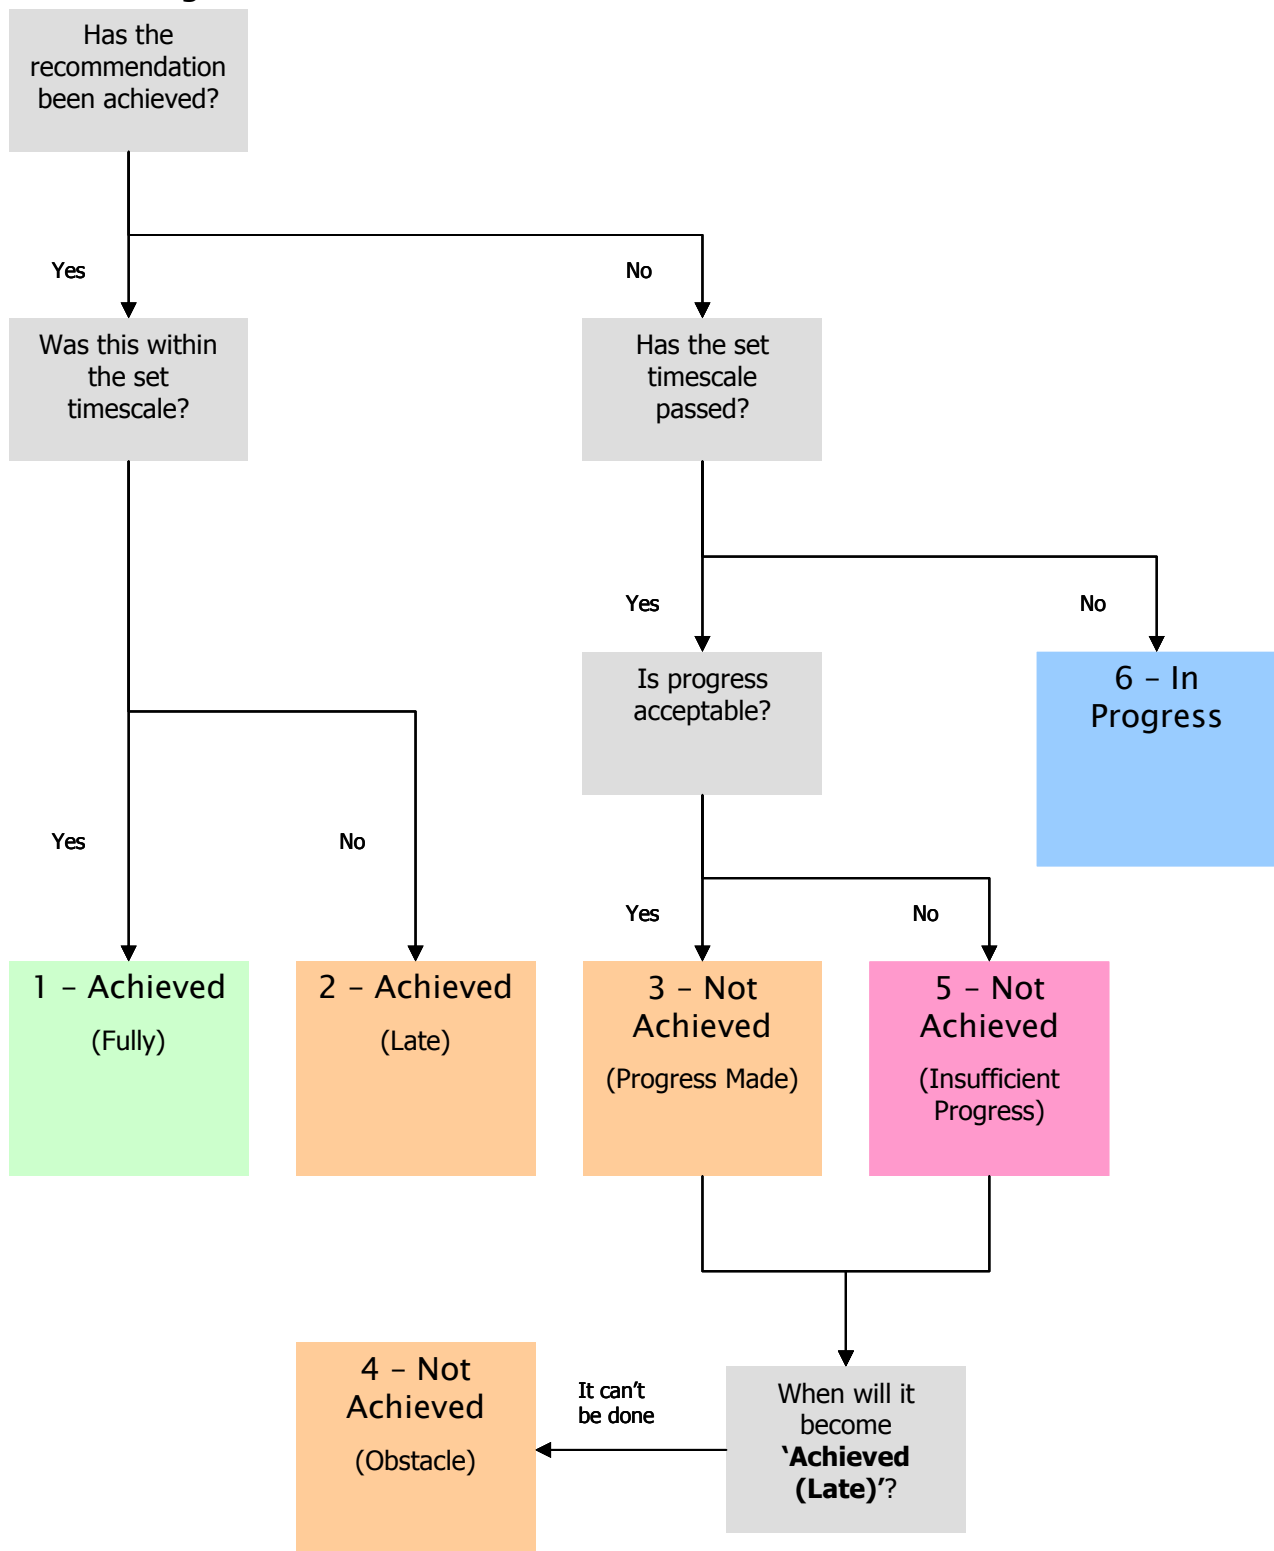 Has the
recommendation
been achieved?
Yes
No
Was this within
the set
timescale?
Has the set
timescale
passed?
Yes
No
Is progress
acceptable?
6 – In
Progress
Yes
No
Yes
No
1 – Achieved
(Fully)
2 – Achieved
(Late)
3 – Not
Achieved
(Progress Made)
5 – Not
Achieved
(Insufficient
Progress)
4 – Not
Achieved
(Obstacle)
It can't
be done
When will it
become
‘Achieved
(Late)’?